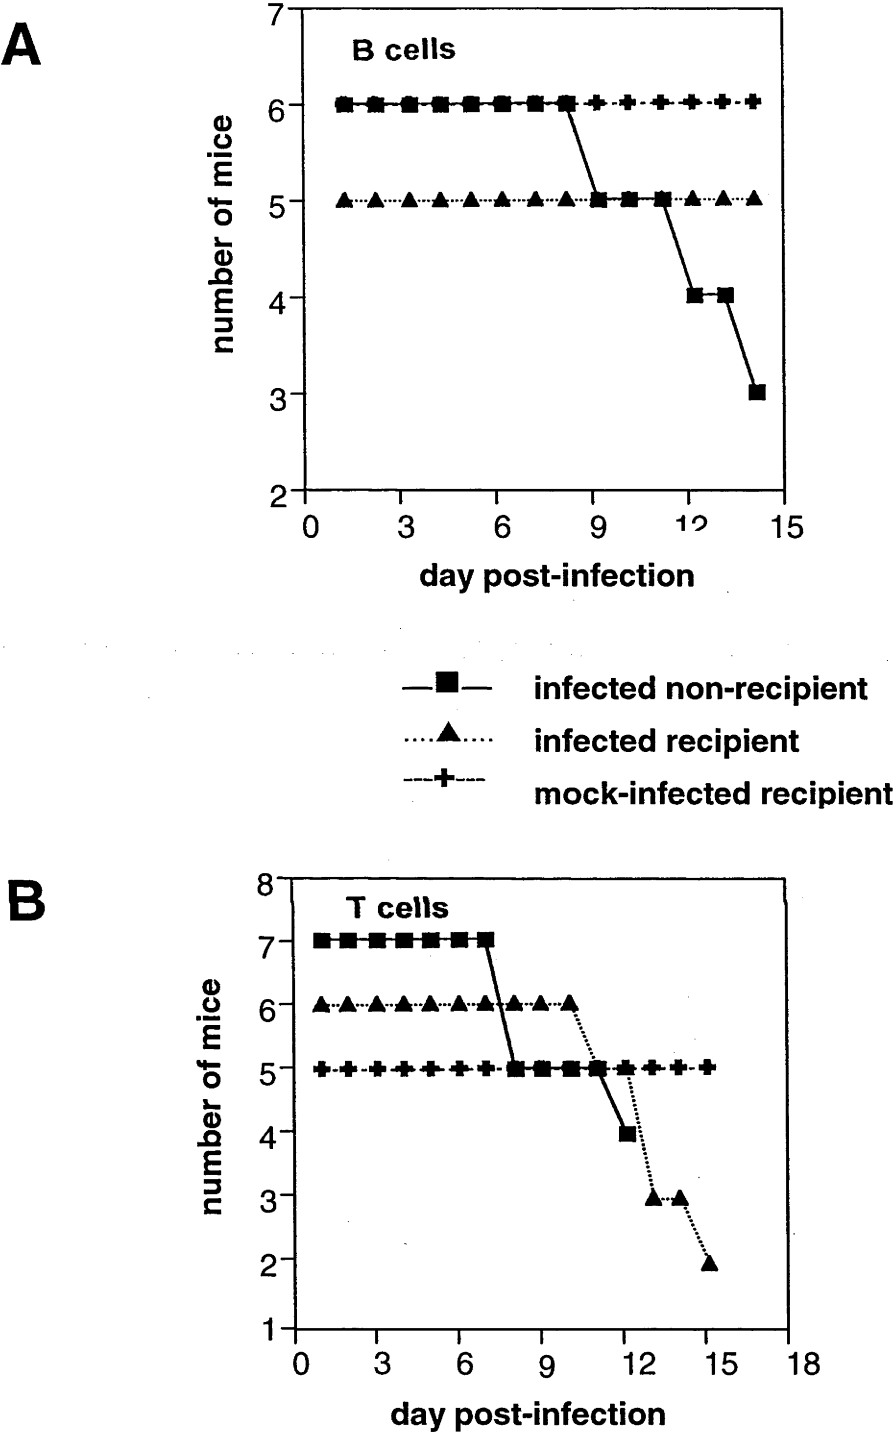 A
B cells
7
6
5
4
3
2
number of mice
0 3 6 9 12 15
day post-infection
infected non-recipient
infected recipient
mock-infected recipient
B
T cells
8
7
6
5
4
3
2
1
number of mice
0 3 6 9 12 15 18
day post-infection